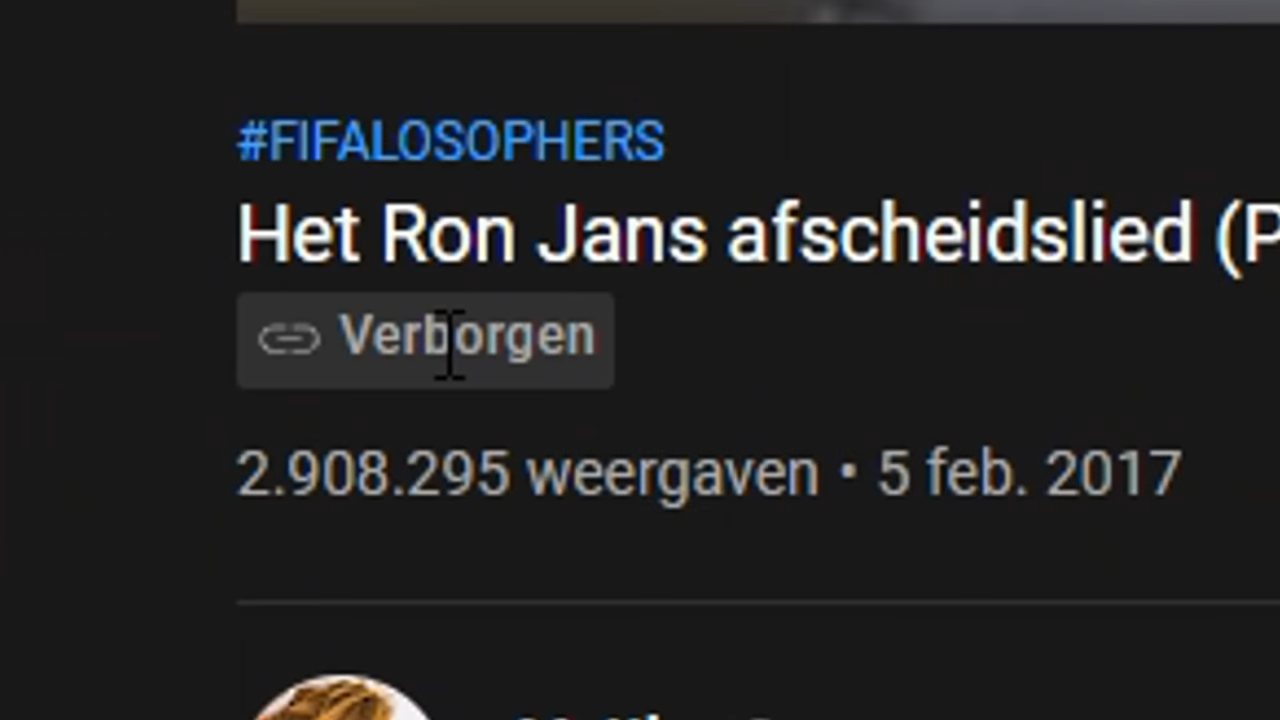 #FIFALOSOPHERS
Het Ron Jans afscheidslied (P
Verborgen
2.908.295 weergaven • 5 feb. 2017